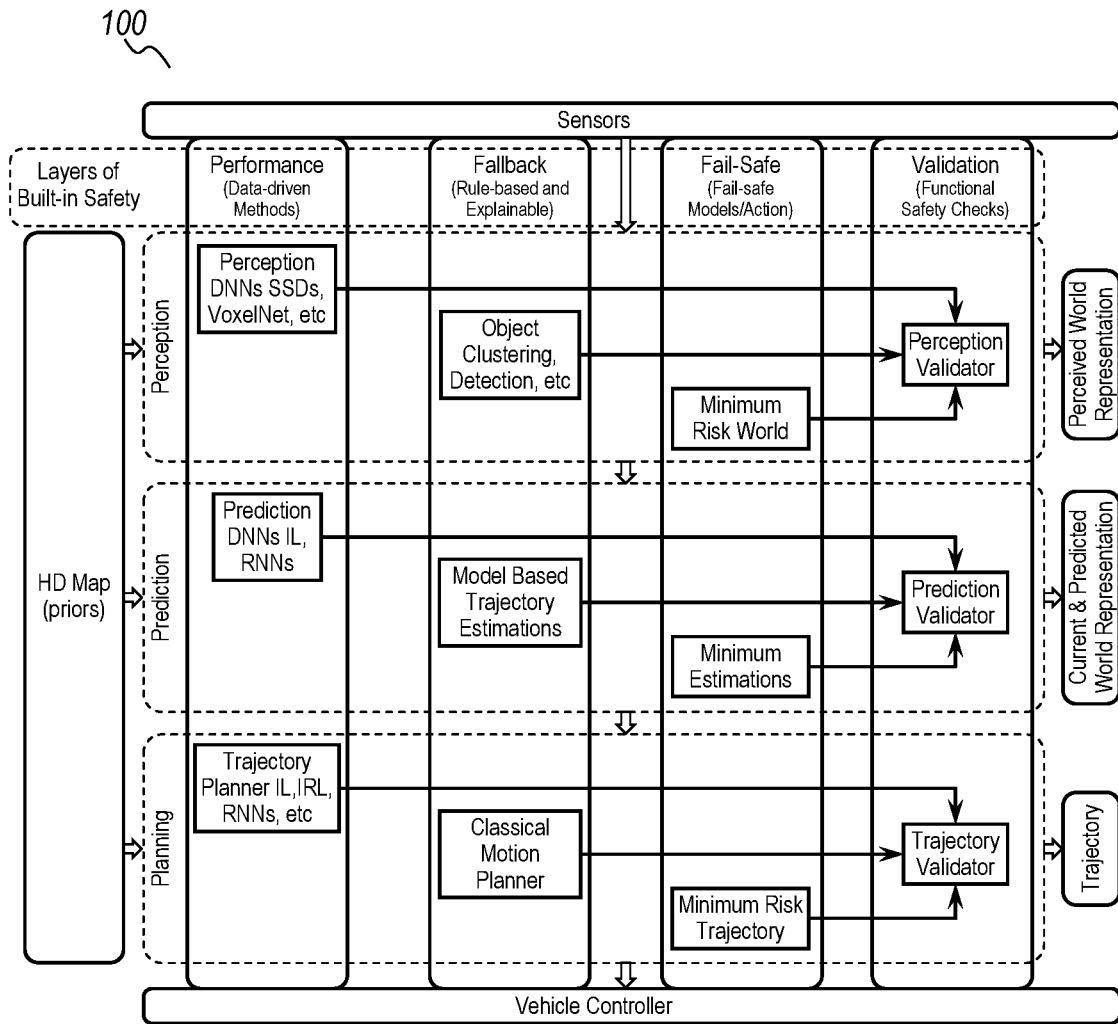 100
Sensors
Layers of
Built-in Safety
Performance
(Data-driven
Methods)
Fallback
(Rule-based and
Explainable)
Fail-Safe
(Fail-safe
Models/Action)
Validation
(Functional
Safety Checks)
HD Map
(priors)
Perception
Perception
DNNs SSDs,
VoxelNet, etc
Object
Clustering,
Detection, etc
Minimum
Risk World
Perception
Validator
Perceived World
Representation
Prediction
Prediction
DNNs IL,
RNNs
Model Based
Trajectory
Estimations
Minimum
Estimations
Prediction
Validator
Current & Predicted
World Representation
Planning
Trajectory
Planner IL,IRL,
RNNs, etc
Classical
Motion
Planner
Minimum Risk
Trajectory
Trajectory
Validator
Trajectory
Vehicle Controller